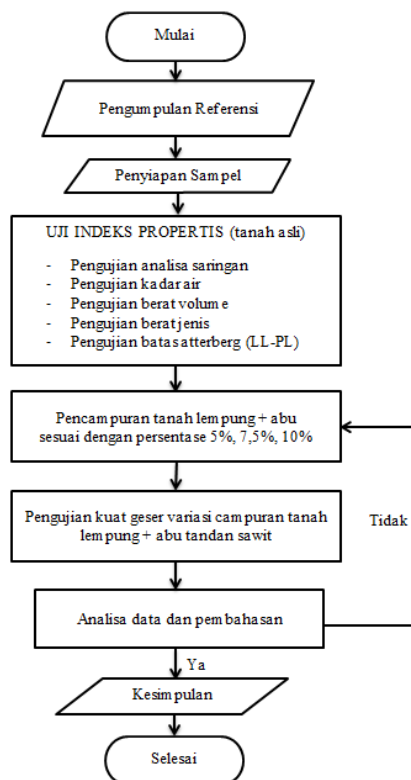 Mulai
Pengumpulan Referensi
Penyiapan Sampel
UJI INDEKS PROPERTIS (tanah asli)
- Pengujian analisa saringan
- Pengujian kadar air
- Pengujian berat volume
- Pengujian berat jenis
- Pengujian batas atterberg (LL-PL)
Pencampuran tanah lempung + abu
sesuai dengan persentase 5%, 7,5%, 10%
Pengujian kuat geser variasi campuran tanah
lempung + abu tandan sawit
Tidak
Analisa data dan pembahasan
Ya
Kesimpulan
Selesai